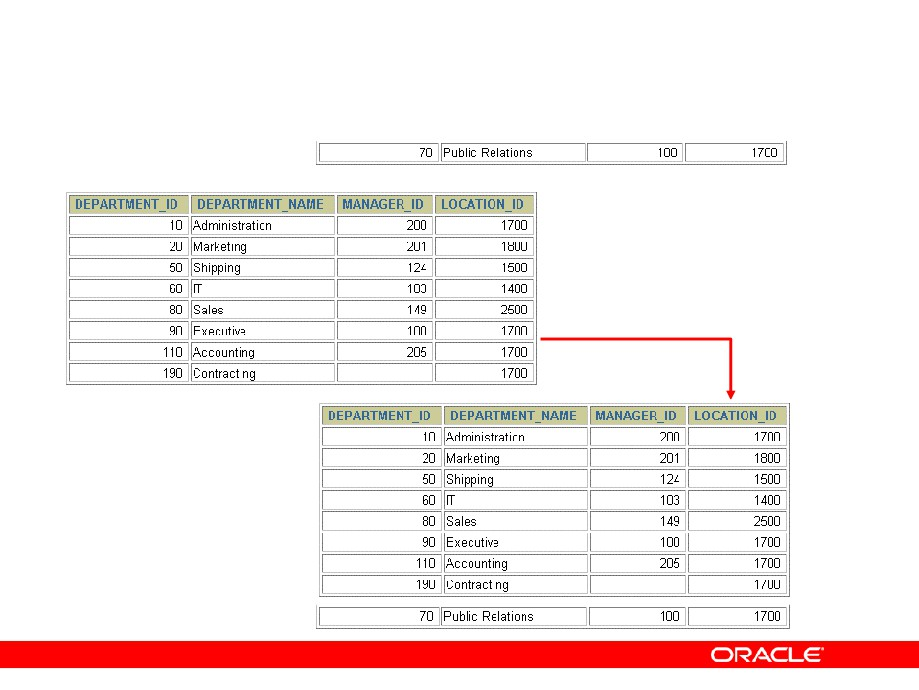 70 Public Relations 100 1700
DEPARTMENT_ID DEPARTMENT_NAME MANAGER_ID LOCATION_ID
10 Administration 200 1700
20 Marketing 201 1800
50 Shipping 124 1500
60 IT 103 1400
80 Sales 149 2500
90 Executive 100 1700
110 Accounting 205 1700
190 Contracting 1700
DEPARTMENT_ID DEPARTMENT_NAME MANAGER_ID LOCATION_ID
10 Administration 200 1700
20 Marketing 201 1800
50 Shipping 124 1500
60 IT 103 1400
80 Sales 149 2500
90 Executive 100 1700
110 Accounting 205 1700
190 Contracting 1700
70 Public Relations 100 1700
ORACLE